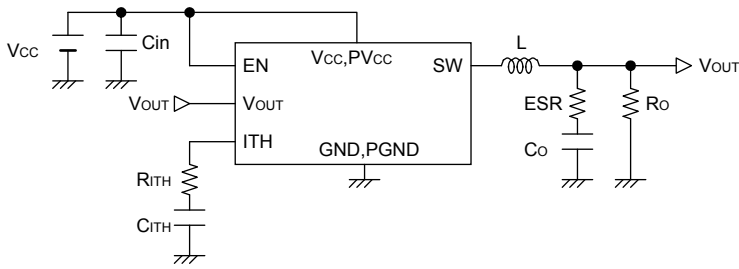 VCC
Cin
EN
VCC,PVCC
SW
L
VOUT
VOUT
VOUT
ESR
RO
ITH
GND,PGND
CO
RITH
CITH